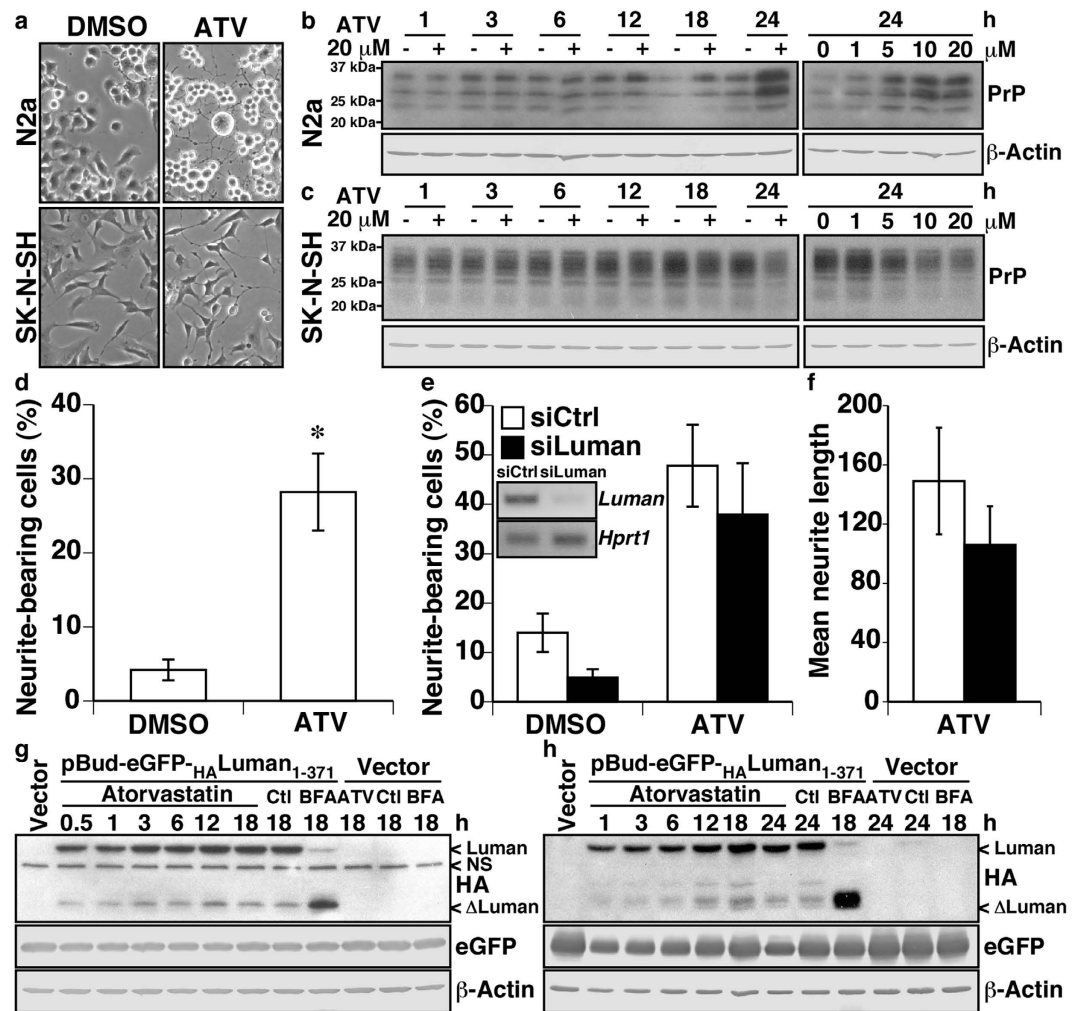 a
DMSO ATV
N2a
SK-N-SH
b
ATV 1 3 6 12 18 24 24 h
20 μM - + - + - + - + - + - + 0 1 5 10 20 μM
N2a
37 kDa
25 kDa
20 kDa
PrP
β-Actin
c
ATV 1 3 6 12 18 24 24 h
20 μM - + - + - + - + - + - + 0 1 5 10 20 μM
SK-N-SH
37 kDa
25 kDa
20 kDa
PrP
β-Actin
d
Neurite-bearing cells (%)
40
30
20
10
0
*
DMSO ATV
e
Neurite-bearing cells (%)
60
50
40
30
20
10
0
siCtrl
siLuman
siCtrl siLuman
Luman
Hprt1
DMSO ATV
f
Mean neurite length
200
160
120
80
40
0
ATV
g
Vector pBud-eGFP-HALuman1-371 Vector
Atorvastatin Ctl BFA ATV Ctl BFA
0.5 1 3 6 12 18 18 18 18 18 18 h
< Luman
< NS
HA
< ΔLuman
eGFP
β-Actin
h
Vector pBud-eGFP-HALuman1-371 Vector
Atorvastatin Ctl BFA ATV Ctl BFA
1 3 6 12 18 24 24 18 24 24 18 h
< Luman
HA
< ΔLuman
eGFP
β-Actin